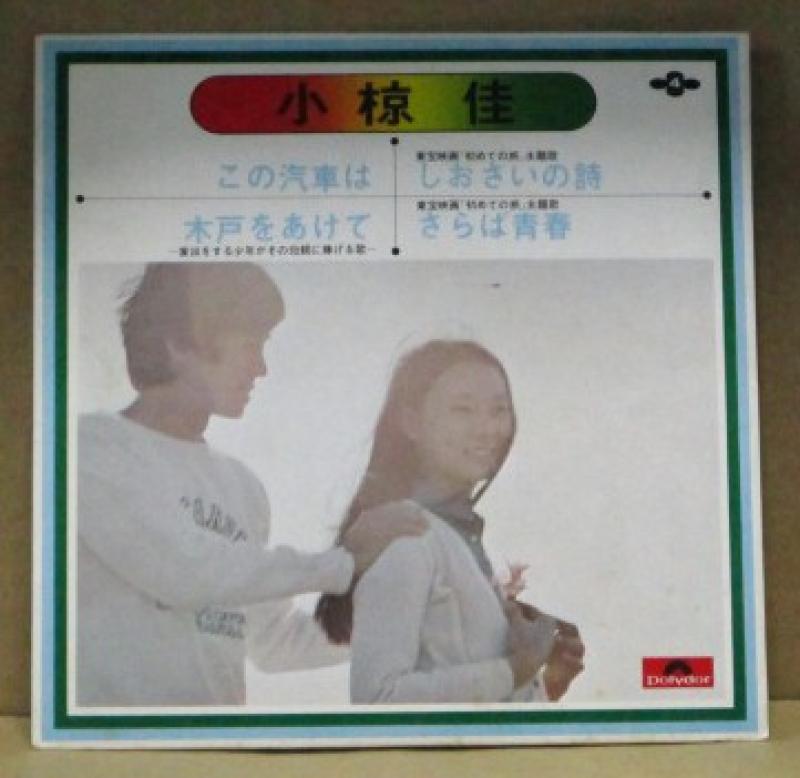 小椋佳
4
この汽車は
東宝映画「初めての旅」主題歌
しおさいの詩
木戸をあけて
―家出をする少年がその母親に捧げる歌―
東宝映画「初めての旅」主題歌
さらば青春
Polydor